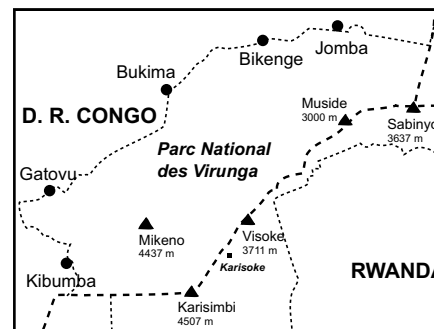 Jomba
Bikenge
Bukima
D. R. CONGO
Muside
3000 m
Sabinyo
3637 m
Parc National
des Virunga
Gatovu
Mikeno
4437 m
Visoke
3711 m
Karisoke
Kibumba
RWANDA
Karisimbi
4507 m